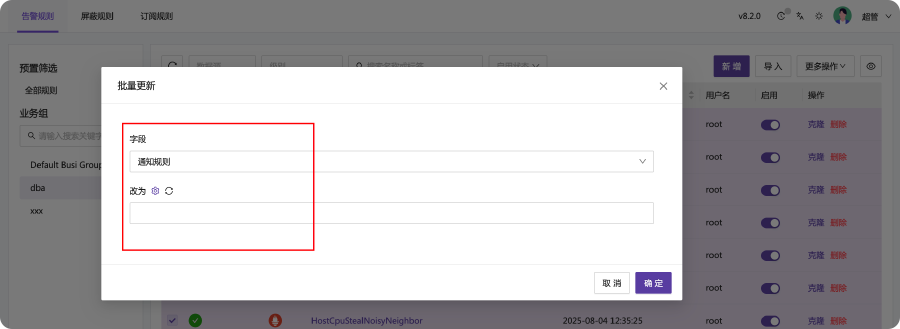 告警规则 屏蔽规则 订阅规则 v8.2.0 超管
预置筛选
全部规则
业务组
请输入搜索关键字
Default Busi Group
dba
xxx
新 增 导 入 更多操作
用户名 启用 操作
root 克隆 删除
root 克隆 删除
root 克隆 删除
root 克隆 删除
root 克隆 删除
root 克隆 删除
批量更新
字段
通知规则
改为
取 消 确 定
HostCpuStealNoisyNeighbor 2025-08-04 12:35:25 root 克隆 删除